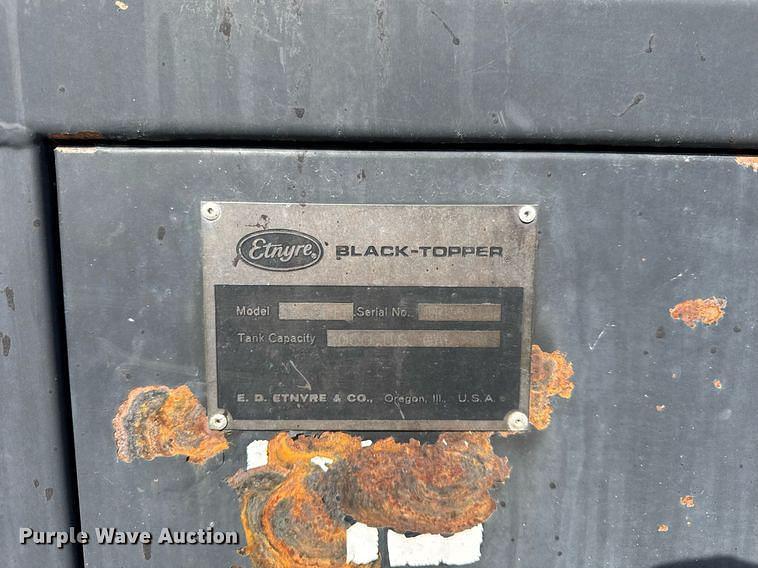 Etnyre® BLACK-TOPPER
Model Serial No.
Tank Capacity U.S.
E. D. ETNYRE & CO., Oregon, Ill., U.S.A.
Purple Wave Auction